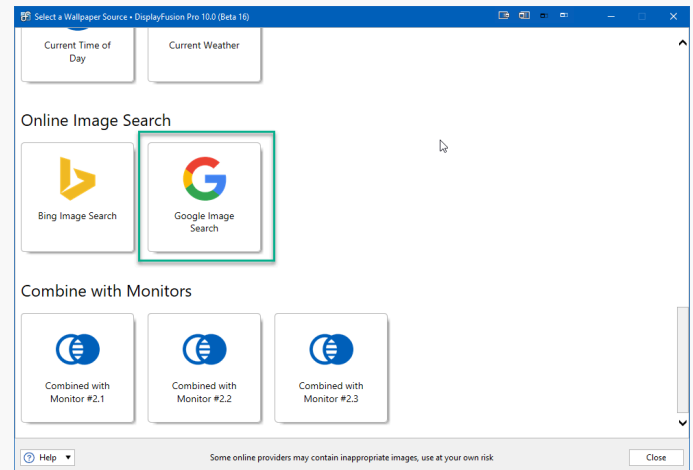 Select a Wallpaper Source • DisplayFusion Pro 10.0 (Beta 16)
Current Time of
Day
Current Weather
Online Image Search
Bing Image Search
Google Image
Search
Combine with Monitors
Combined with
Monitor #2.1
Combined with
Monitor #2.2
Combined with
Monitor #2.3
Help
Some online providers may contain inappropriate images, use at your own risk
Close